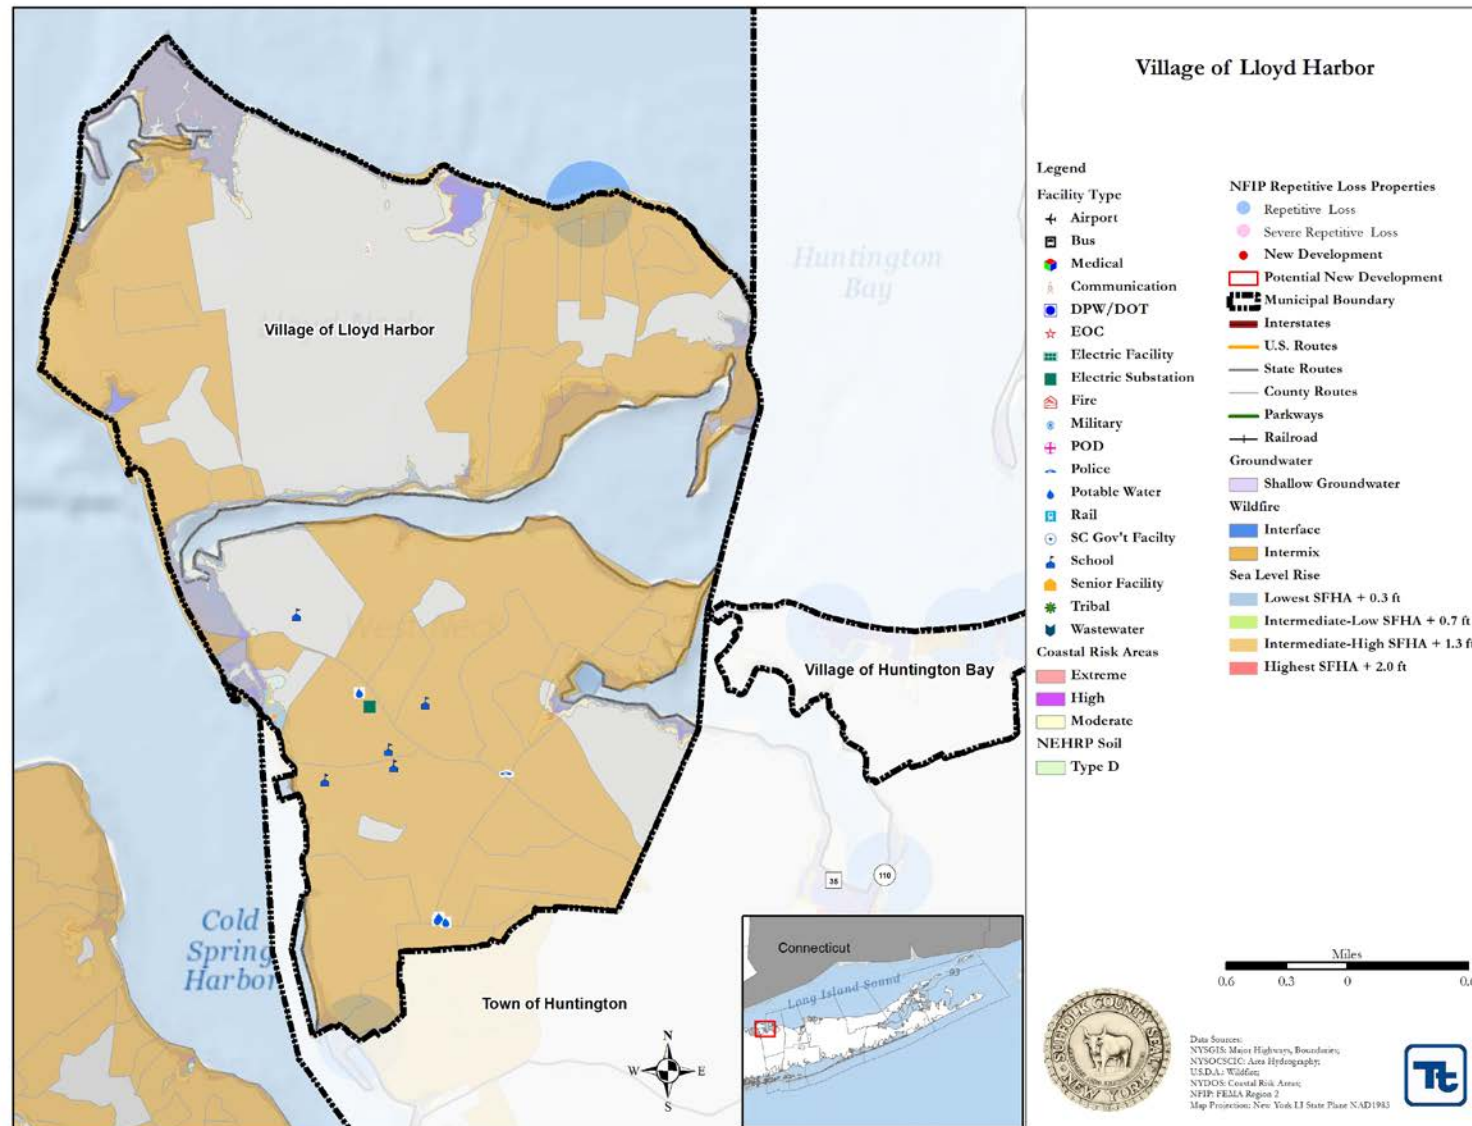 Village of Lloyd Harbor
Legend
Facility Type
Airport
Bus
Medical
Communication
DPW/DOT
EOC
Electric Facility
Electric Substation
Fire
Military
POD
Police
Potable Water
Rail
SC Gov't Facilty
School
Senior Facility
Tribal
Wastewater
Coastal Risk Areas
Extreme
High
Moderate
NEHRP Soil
Type D
NFIP Repetitive Loss Properties
Repetitive Loss
Severe Repetitive Loss
New Development
Potential New Development
Municipal Boundary
Interstates
U.S. Routes
State Routes
County Routes
Parkways
Railroad
Groundwater
Shallow Groundwater
Wildfire
Interface
Intermix
Sea Level Rise
Lowest SFHA + 0.3 ft
Intermediate-Low SFHA + 0.7 ft
Intermediate-High SFHA + 1.3 ft
Highest SFHA + 2.0 ft
Huntington
Bay
Village of Lloyd Harbor
Village of Huntington Bay
35
110
Cold
Spring
Harbor
Town of Huntington
N
W
E
S
Connecticut
Long Island Sound
Miles
0.6 0.3 0
SUFFOLK COUNTY SEAL
NEW YORK
Data Sources:
NYSGIS: Major Highways, Boundaries;
NYSOCSCIC: Area Hydrography;
U.S.D.A.: Wildfire;
NYDOS: Coastal Risk Areas;
NFIP: FEMA Region 2
Map Projection: New York LI State Plane NAD1983
Tt